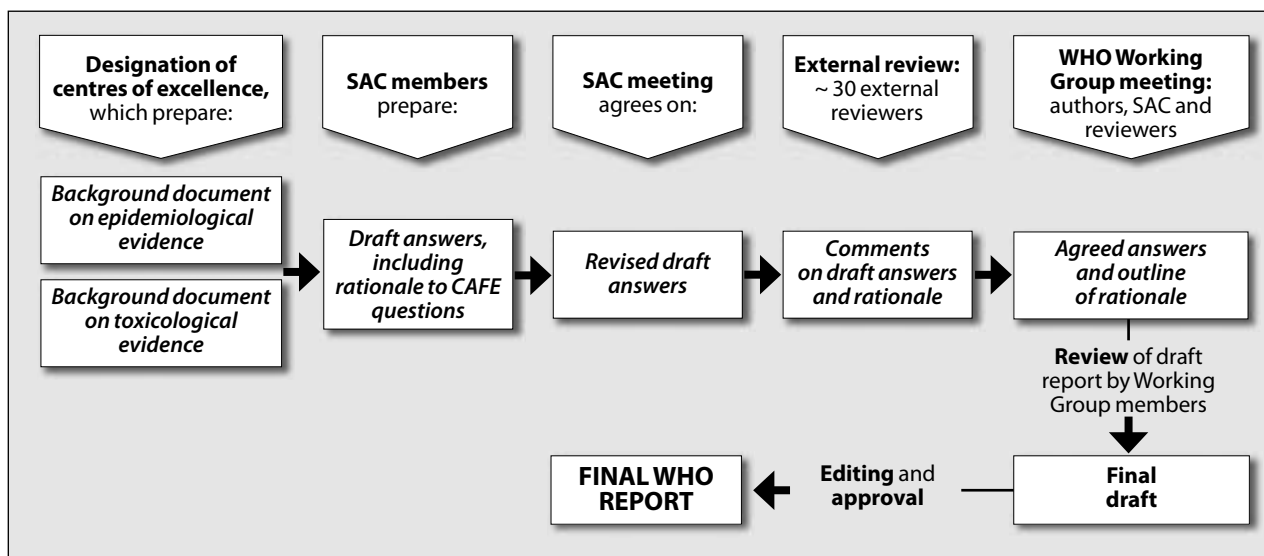 Designation of
centres of excellence,
which prepare:
SAC members
prepare:
SAC meeting
agrees on:
External review:
~ 30 external
reviewers
WHO Working
Group meeting:
authors, SAC and
reviewers
Background document
on epidemiological
evidence
Background document
on toxicological
evidence
Draft answers,
including
rationale to CAFE
questions
Revised draft
answers
Comments
on draft answers
and rationale
Agreed answers
and outline
of rationale
Review of draft
report by Working
Group members
Final
draft
Editing and
approval
FINAL WHO
REPORT